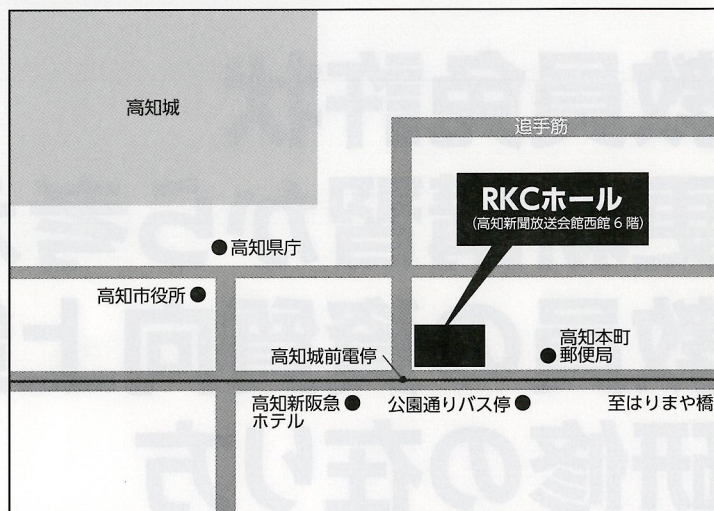 高知城
追手筋
RKCホール
(高知新聞放送会館西館6階)
高知県庁
高知市役所
高知本町
郵便局
高知城前電停
高知新阪急
ホテル
公園通りバス停
至はりまや橋